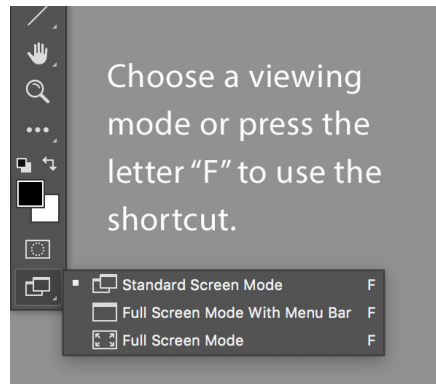 Choose a viewing
mode or press the
letter “F” to use the
shortcut.
Standard Screen Mode F
Full Screen Mode With Menu Bar F
Full Screen Mode F